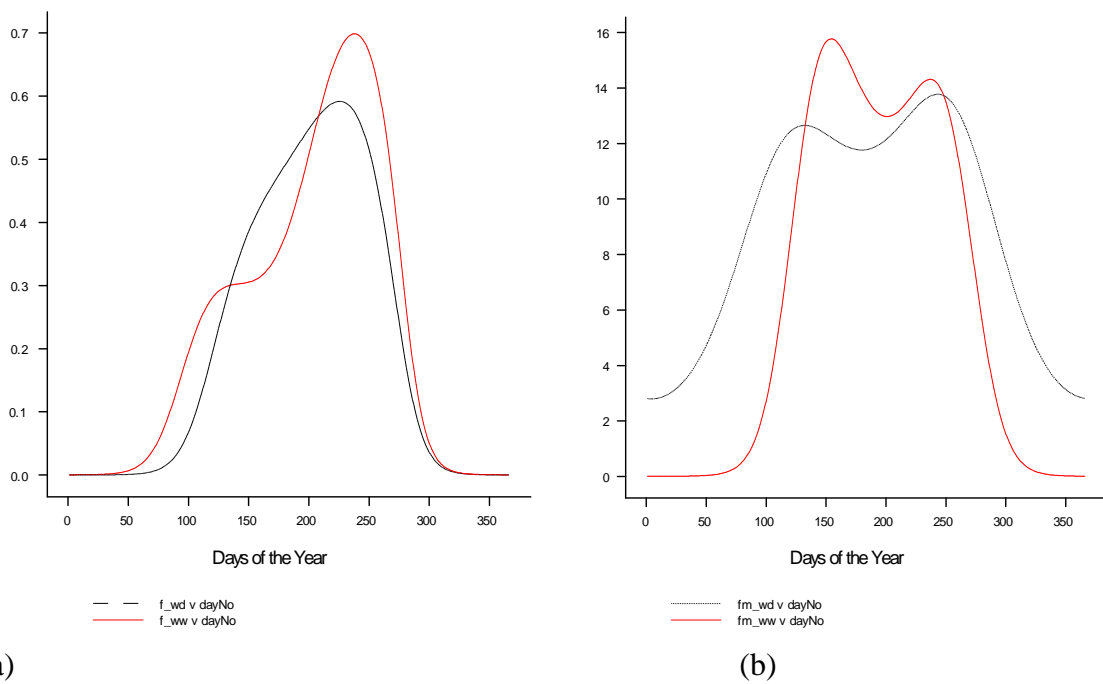 0.7
0.6
0.5
0.4
0.3
0.2
0.1
0.0
0 50 100 150 200 250 300 350
Days of the Year
f_wd v dayNo
f_ww v dayNo
a)
16
14
12
10
8
6
4
2
0
0 50 100 150 200 250 300 350
Days of the Year
fm_wd v dayNo
fm_ww v dayNo
(b)